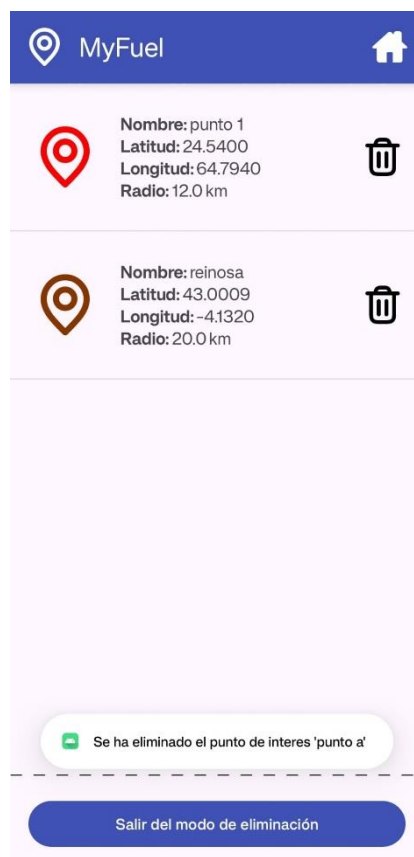 MyFuel
Nombre: punto 1
Latitud: 24.5400
Longitud: 64.7940
Radio: 12.0 km
Nombre: reinosa
Latitud: 43.0009
Longitud: -4.1320
Radio: 20.0 km
Se ha eliminado el punto de interes 'punto a'
Salir del modo de eliminación